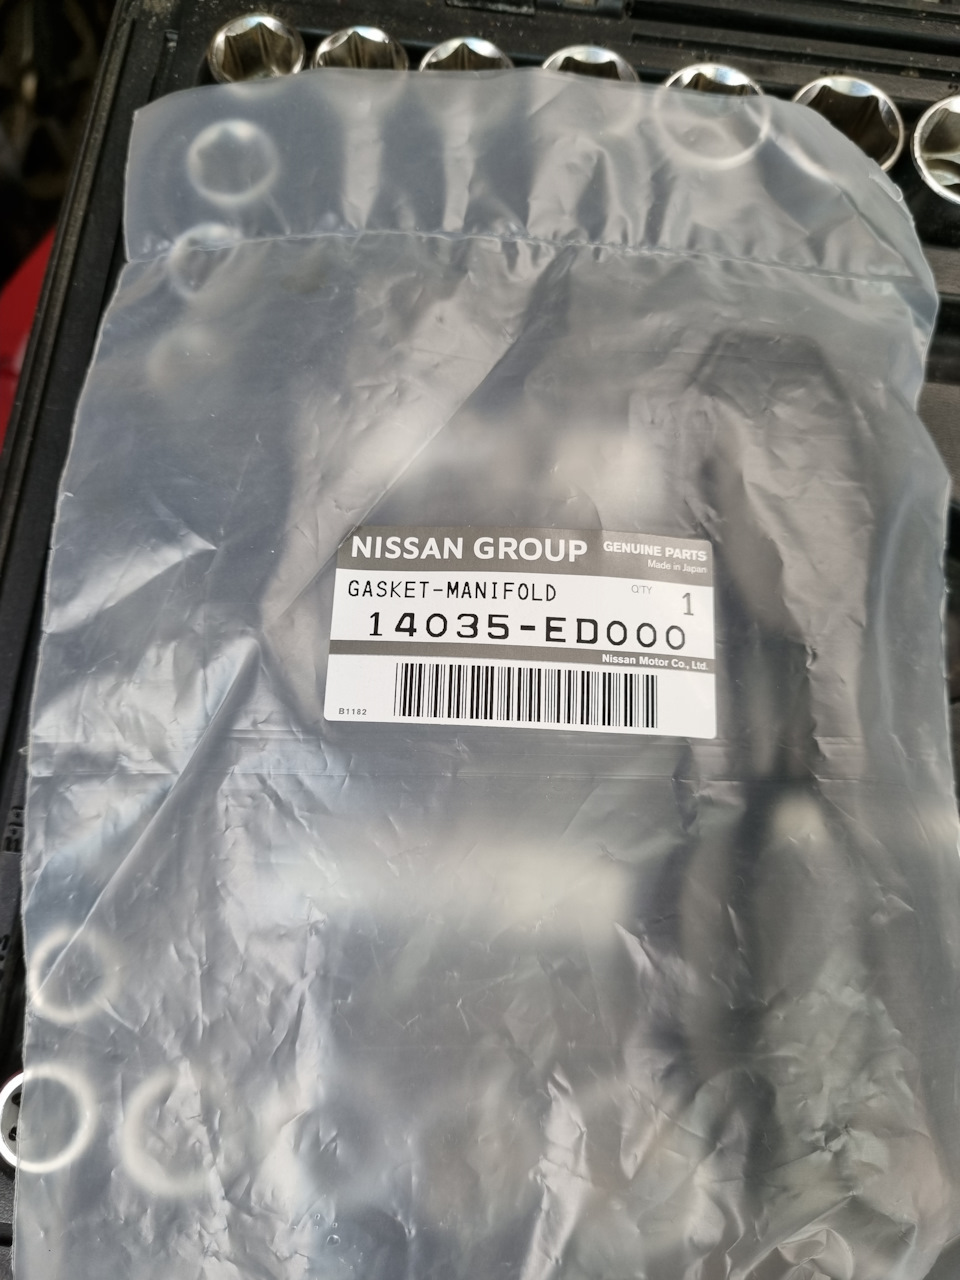 NISSAN GROUP GENUINE PARTS
Made in Japan
GASKET-MANIFOLD Q'TY 1
14035-ED000
Nissan Motor Co., Ltd.
B1182